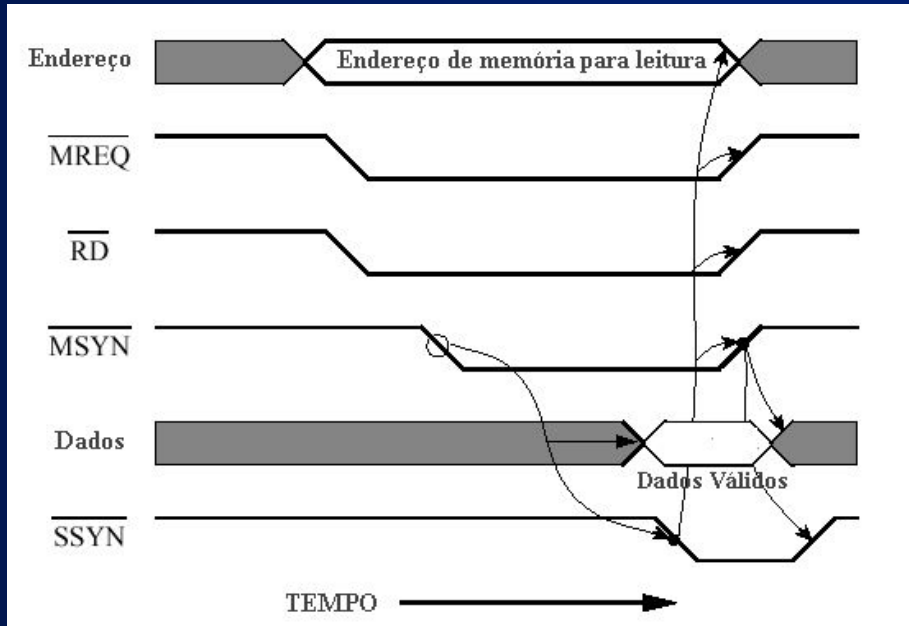 Endereço
Endereço de memória para leitura
MREQ
RD
MSYN
Dados
Dados Válidos
SSYN
TEMPO